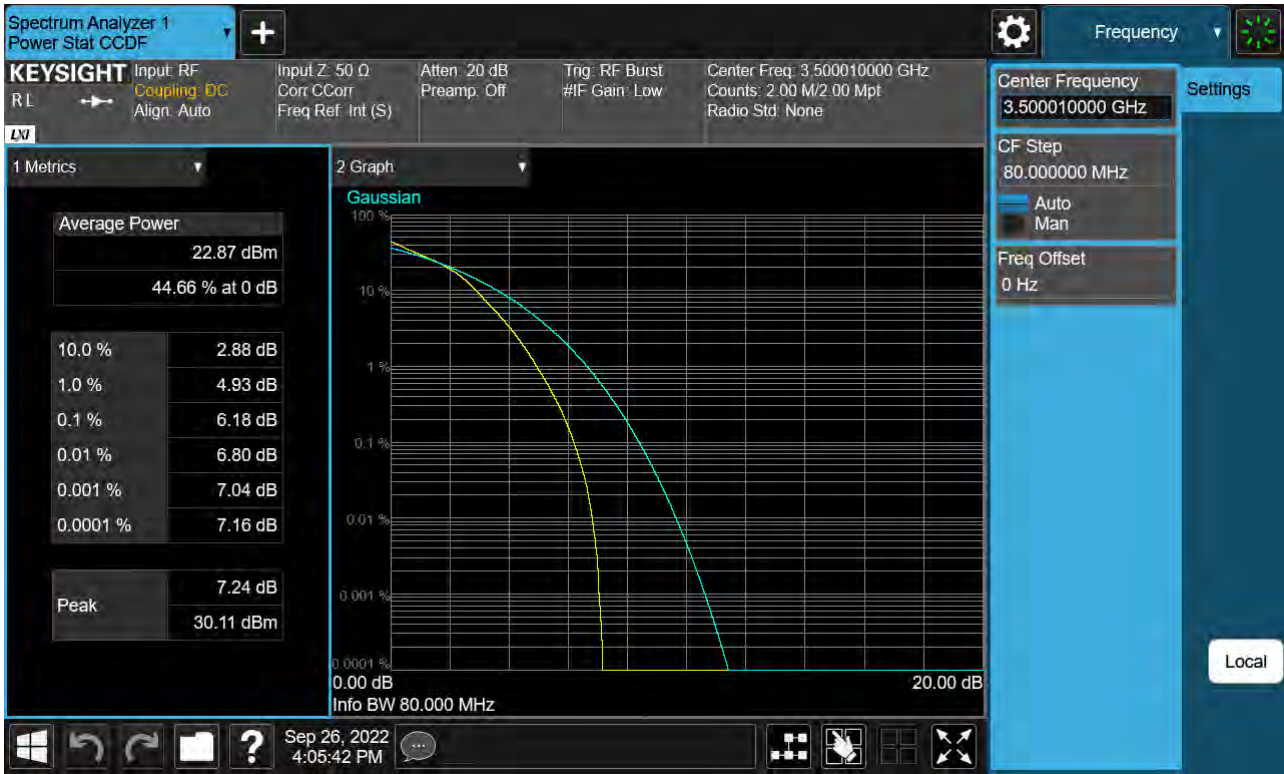 Spectrum Analyzer 1
Power Stat CCDF
+
Frequency
KEYSIGHT
RL
LXI
Input: RF
Coupling: DC
Align: Auto
Input Z: 50 Ω
Corr CCorr
Freq Ref: Int (S)
Atten: 20 dB
Preamp: Off
Trig: RF Burst
#IF Gain: Low
Center Freq: 3.500010000 GHz
Counts: 2.00 M/2.00 Mpt
Radio Std: None
Center Frequency
3.500010000 GHz
Settings
CF Step
80.000000 MHz
Auto
Man
Freq Offset
0 Hz
1 Metrics
Average Power
22.87 dBm
44.66 % at 0 dB
10.0 % 2.88 dB
1.0 % 4.93 dB
0.1 % 6.18 dB
0.01 % 6.80 dB
0.001 % 7.04 dB
0.0001 % 7.16 dB
Peak
7.24 dB
30.11 dBm
2 Graph
Gaussian
100 %
10 %
1 %
0.1 %
0.01 %
0.001 %
0.0001 %
0.00 dB 20.00 dB
Info BW 80.000 MHz
Local
?
Sep 26, 2022
4:05:42 PM